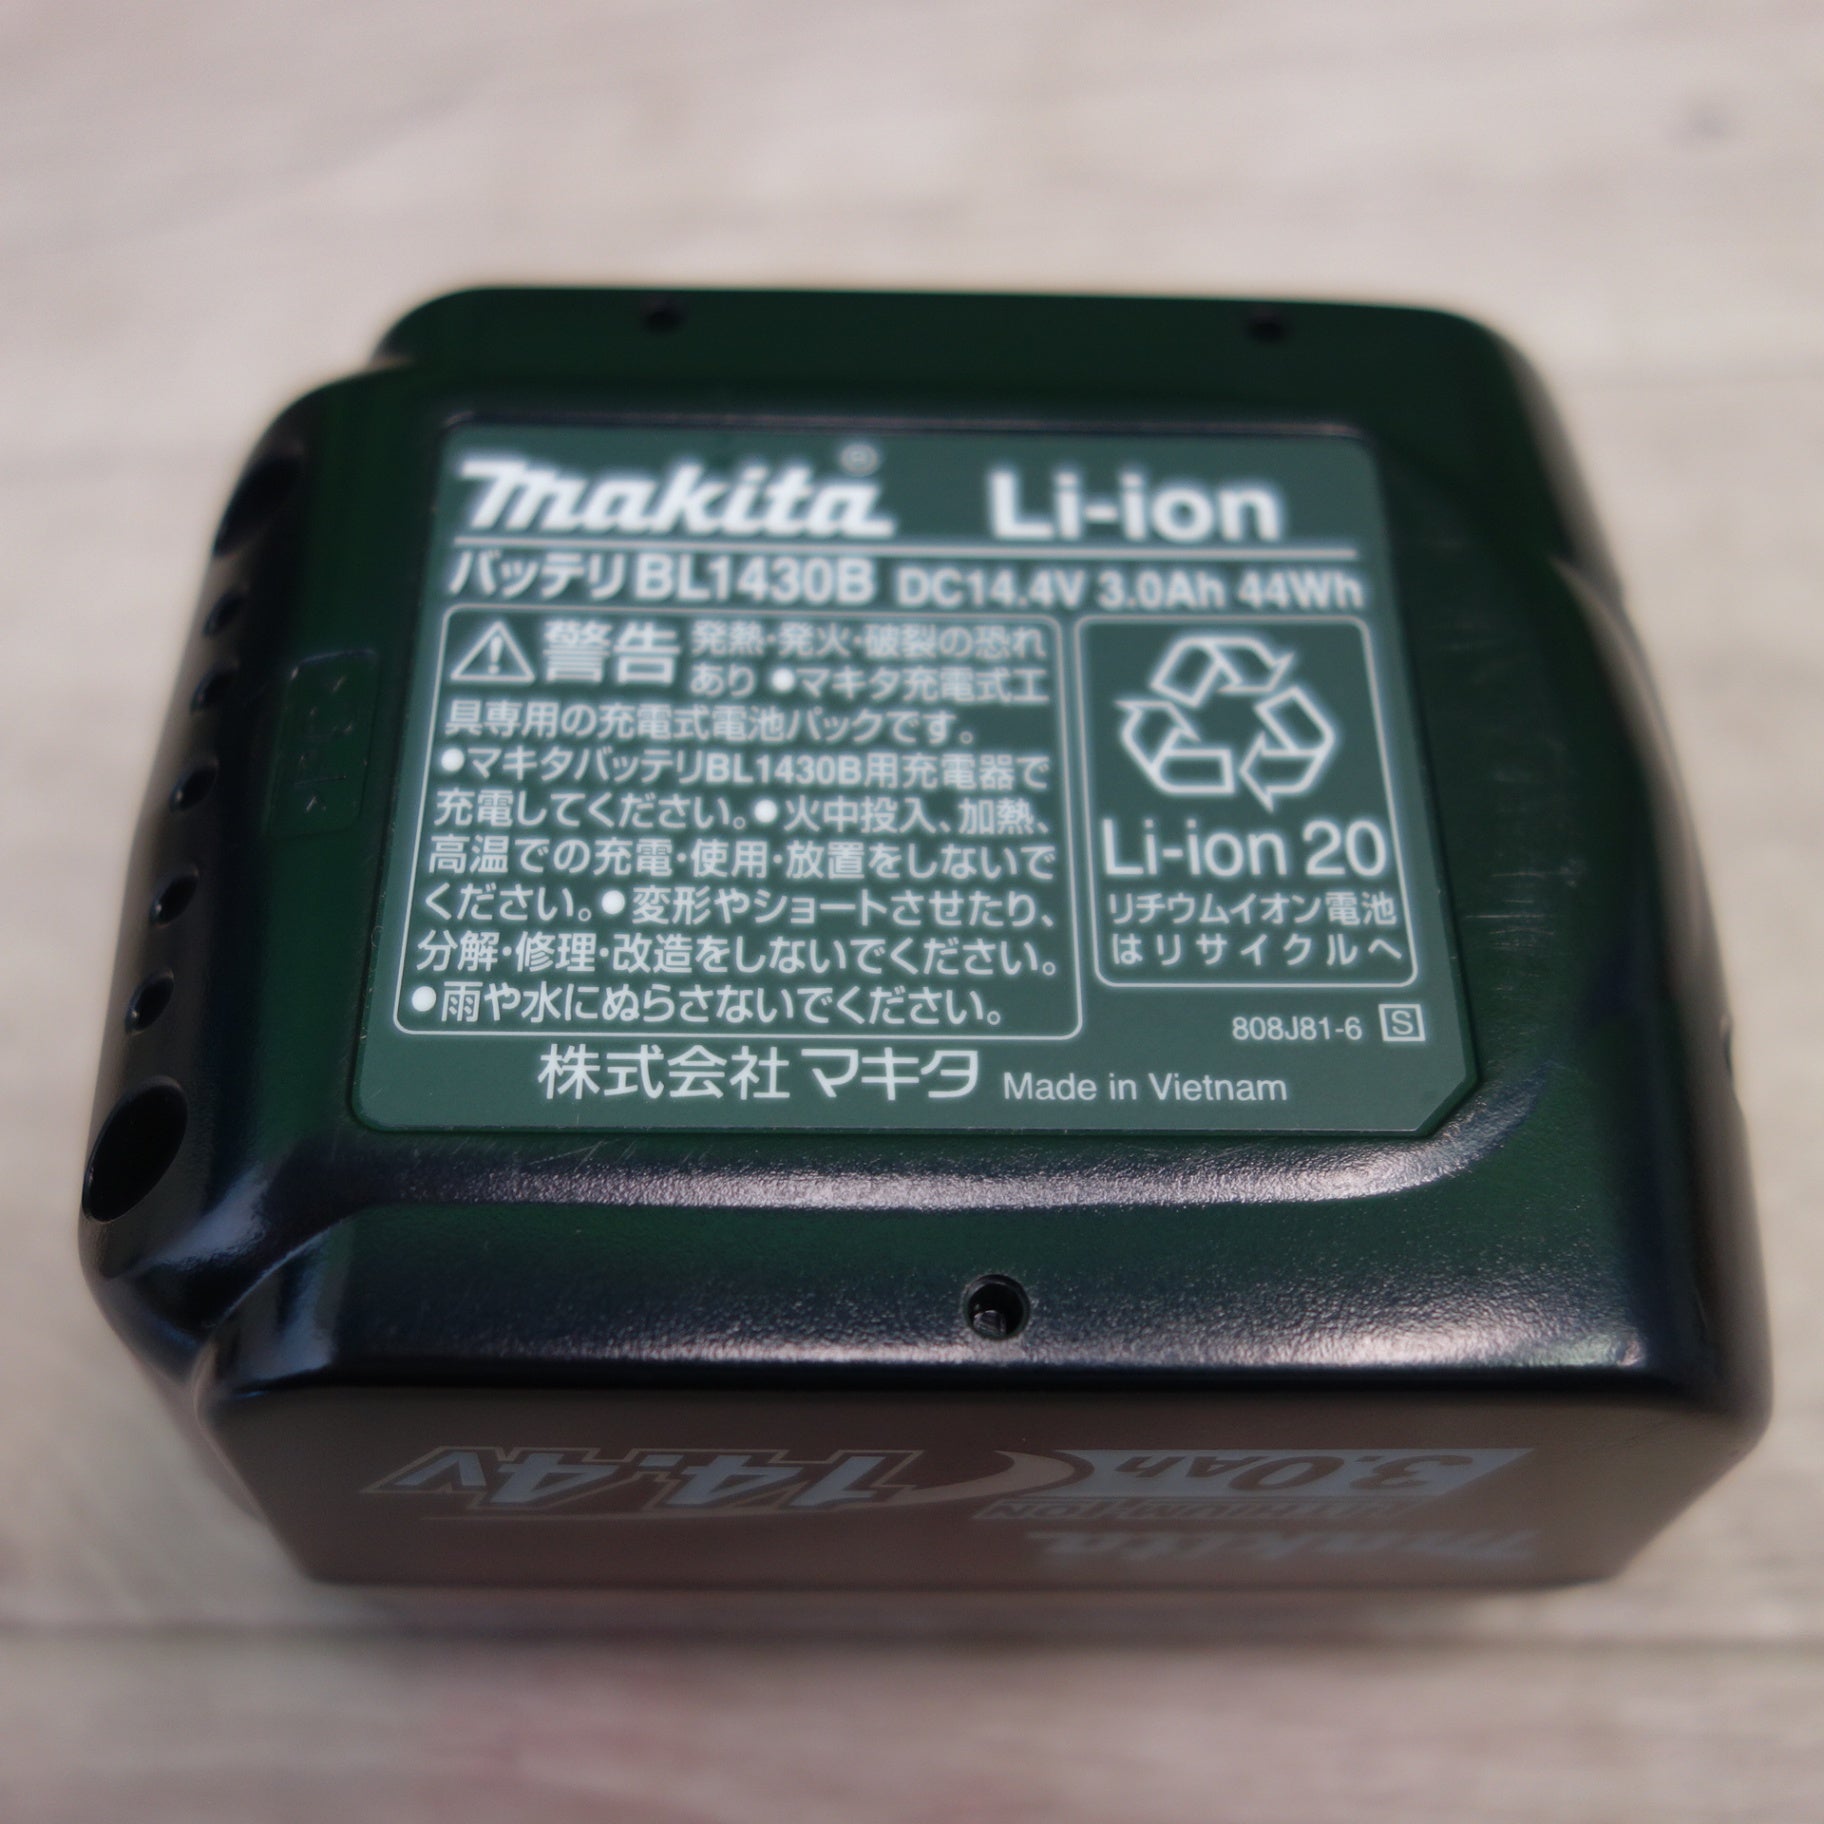 makita® Li-ion
バッテリBL1430B DC14.4V 3.0Ah 44Wh
警告 発熱・発火・破裂の恐れ
あり ●マキタ充電式工
具専用の充電式電池パックです。
●マキタバッテリBL1430B用充電器で
充電してください。●火中投入、加熱、
高温での充電・使用・放置をしないで
ください。●変形やショートさせたり、
分解・修理・改造をしないでください。
●雨や水にぬらさないでください。
Li-ion 20
リチウムイオン電池
はリサイクルへ
808J81-6 S
株式会社マキタ Made in Vietnam
14.4V
3.0Ah
LITHIUM-ION
makita